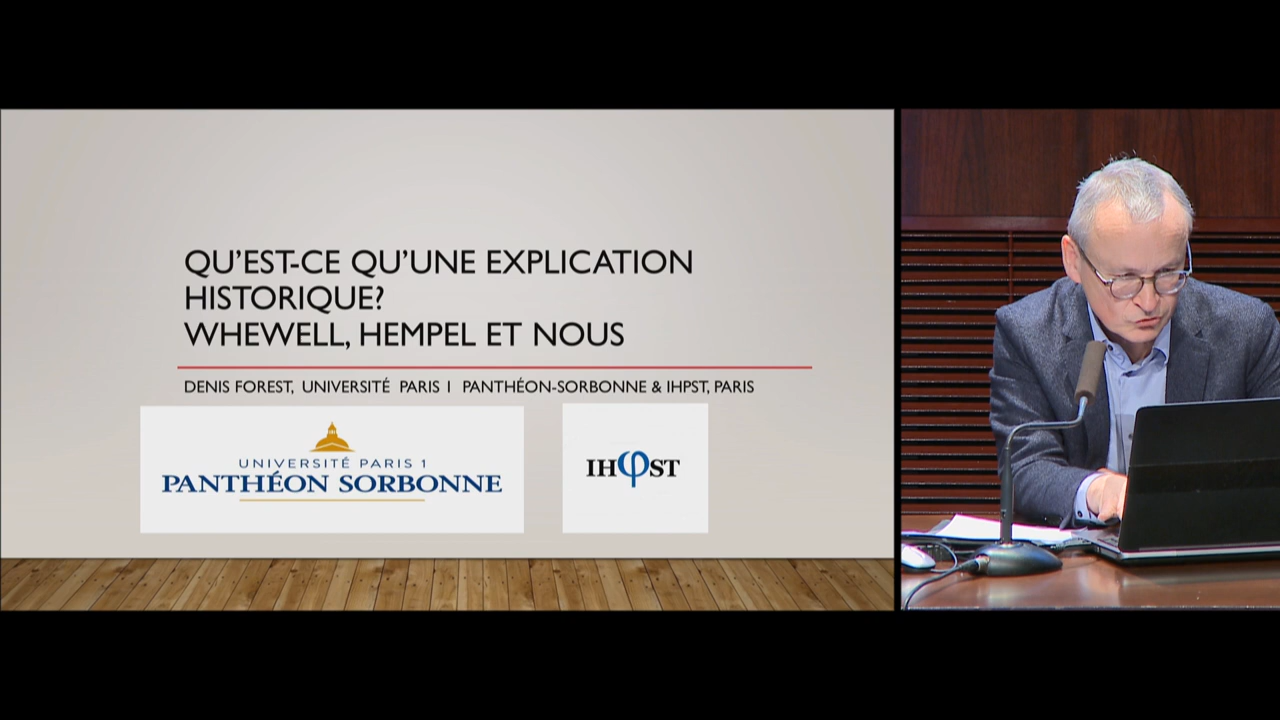 QU'EST-CE QU'UNE EXPLICATION
HISTORIQUE?
WHEWELL, HEMPEL ET NOUS
DENIS FOREST, UNIVERSITÉ PARIS 1 PANTHÉON-SORBONNE & IHPST, PARIS
UNIVERSITÉ PARIS 1
PANTHÉON SORBONNE
IHφST